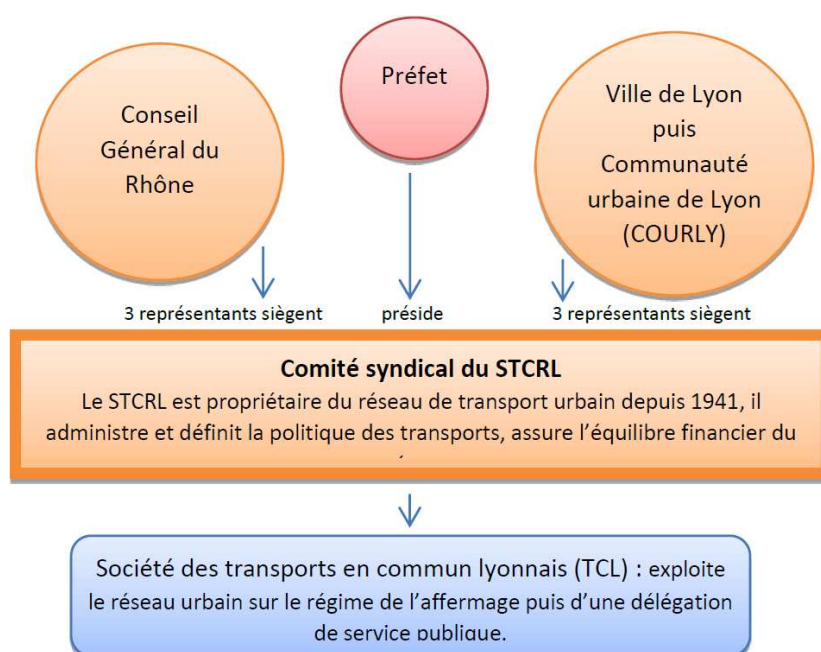 Conseil
Général du
Rhône
Préfet
Ville de Lyon
puis
Communauté
urbaine de Lyon
(COURLY)
3 représentants siègent
préside
3 représentants siègent
Comité syndical du STCRL
Le STCRL est propriétaire du réseau de transport urbain depuis 1941, il
administre et définit la politique des transports, assure l’équilibre financier du
Société des transports en commun lyonnais (TCL) : exploite
le réseau urbain sur le régime de l’affermage puis d’une délégation
de service publique.